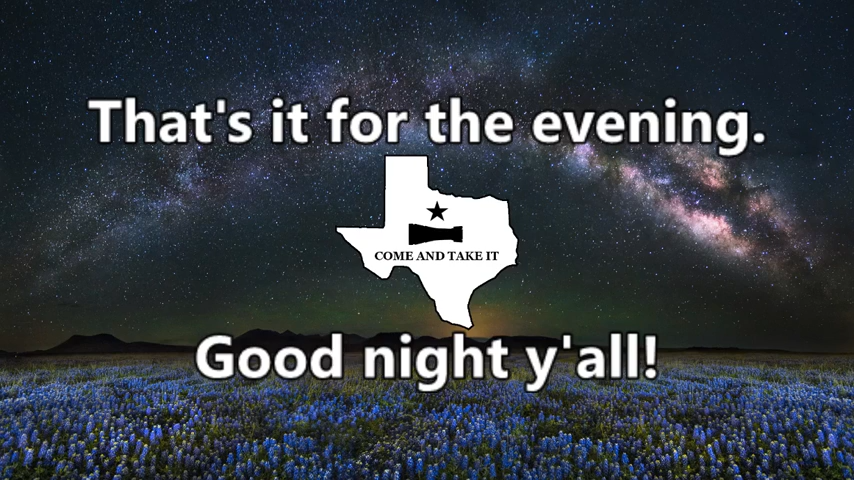 That's it for the evening.
COME AND TAKE IT
Good night y'all!